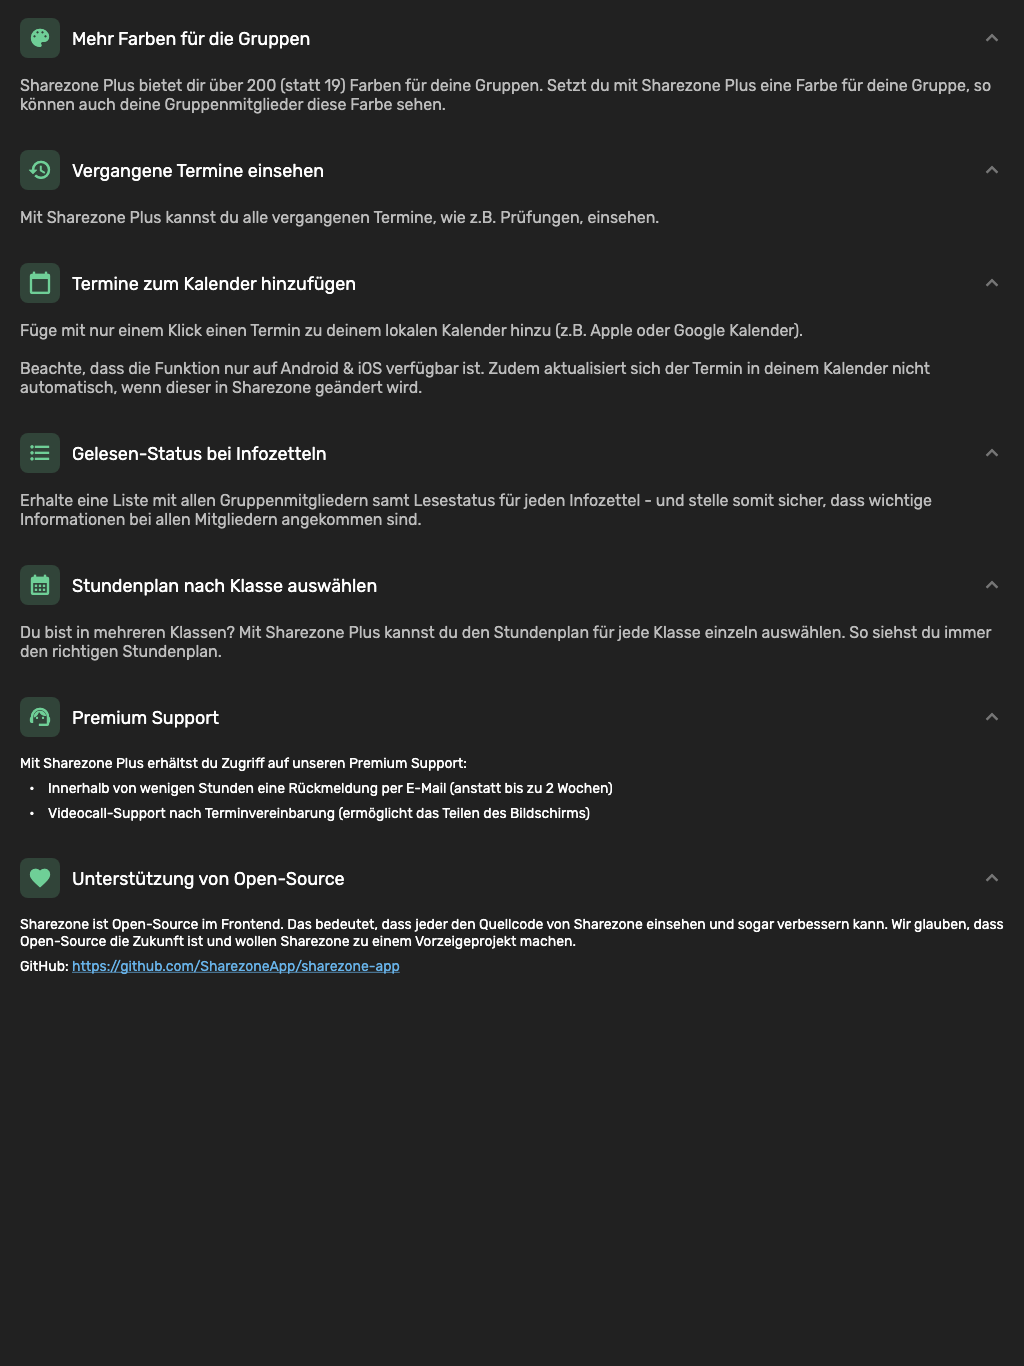 Mehr Farben für die Gruppen
Sharezone Plus bietet dir über 200 (statt 19) Farben für deine Gruppen. Setzt du mit Sharezone Plus eine Farbe für deine Gruppe, so
können auch deine Gruppenmitglieder diese Farbe sehen.
Vergangene Termine einsehen
Mit Sharezone Plus kannst du alle vergangenen Termine, wie z.B. Prüfungen, einsehen.
Termine zum Kalender hinzufügen
Füge mit nur einem Klick einen Termin zu deinem lokalen Kalender hinzu (z.B. Apple oder Google Kalender).
Beachte, dass die Funktion nur auf Android & iOS verfügbar ist. Zudem aktualisiert sich der Termin in deinem Kalender nicht
automatisch, wenn dieser in Sharezone geändert wird.
Gelesen-Status bei Infozetteln
Erhalte eine Liste mit allen Gruppenmitgliedern samt Lesestatus für jeden Infozettel - und stelle somit sicher, dass wichtige
Informationen bei allen Mitgliedern angekommen sind.
Stundenplan nach Klasse auswählen
Du bist in mehreren Klassen? Mit Sharezone Plus kannst du den Stundenplan für jede Klasse einzeln auswählen. So siehst du immer
den richtigen Stundenplan.
Premium Support
Mit Sharezone Plus erhältst du Zugriff auf unseren Premium Support:
• Innerhalb von wenigen Stunden eine Rückmeldung per E-Mail (anstatt bis zu 2 Wochen)
• Videocall-Support nach Terminvereinbarung (ermöglicht das Teilen des Bildschirms)
Unterstützung von Open-Source
Sharezone ist Open-Source im Frontend. Das bedeutet, dass jeder den Quellcode von Sharezone einsehen und sogar verbessern kann. Wir glauben, dass
Open-Source die Zukunft ist und wollen Sharezone zu einem Vorzeigeprojekt machen.
GitHub: https://github.com/SharezoneApp/sharezone-app